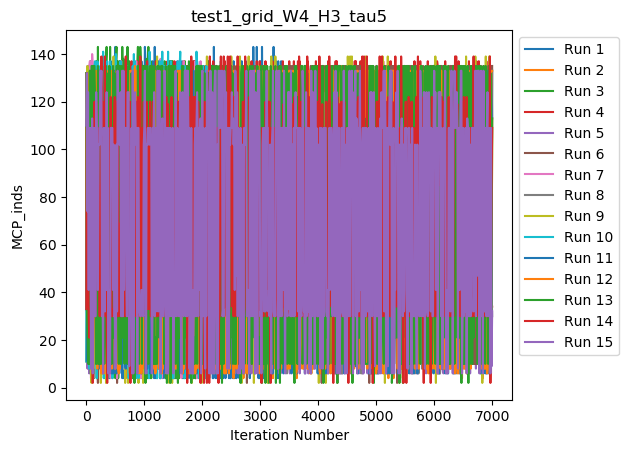 test1_grid_W4_H3_tau5
MCP_inds
140
120
100
80
60
40
20
0
0 1000 2000 3000 4000 5000 6000 7000
Iteration Number
Run 1
Run 2
Run 3
Run 4
Run 5
Run 6
Run 7
Run 8
Run 9
Run 10
Run 11
Run 12
Run 13
Run 14
Run 15